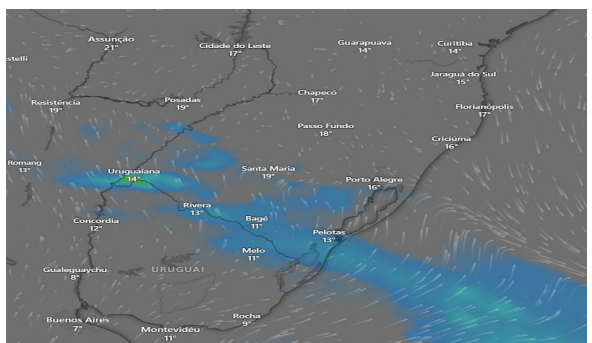 Assunção
21°
Cidade do Leste
17°
Guarapuava
14°
Curitiba
14°
stelli
Jaraguá do Sul
15°
Resistência
19°
Posadas
19°
Chapecó
17°
Florianópolis
17°
Passo Fundo
18°
Criciúma
16°
Romang
13°
Uruguaiana
14°
Santa Maria
19°
Porto Alegre
16°
Rivera
13°
Concórdia
12°
Bagé
11°
Pelotas
13°
Melo
11°
Gualeguaychu
8°
URUGUAI
Buenos Aires
7°
Montevidéu
11°
Rocha
9°